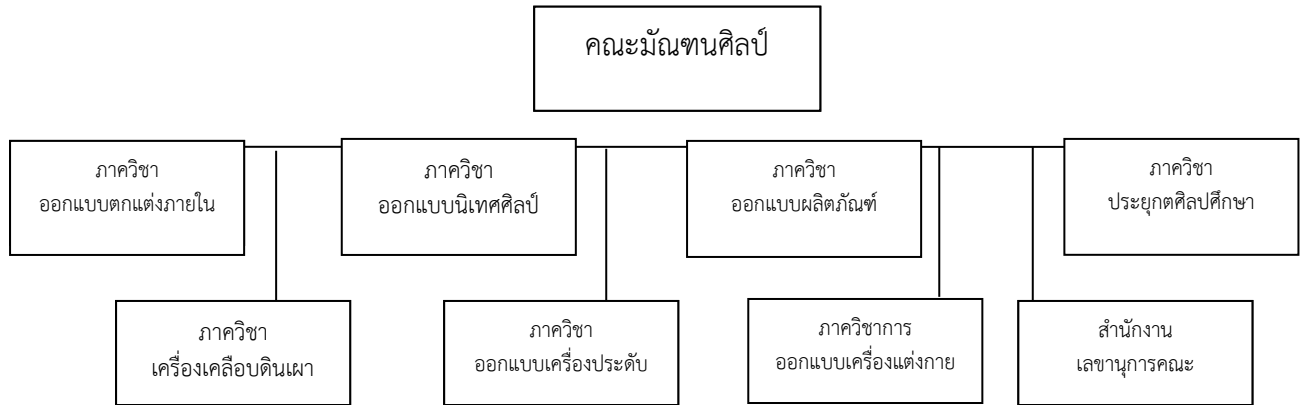 คณะมัณฑนศิลป์
ภาควิชา
ออกแบบตกแต่งภายใน
ภาควิชา
ออกแบบนิเทศศิลป์
ภาควิชา
ออกแบบผลิตภัณฑ์
ภาควิชา
ประยุกตศิลปศึกษา
ภาควิชา
เครื่องเคลือบดินเผา
ภาควิชา
ออกแบบเครื่องประดับ
ภาควิชาการ
ออกแบบเครื่องแต่งกาย
สำนักงาน
เลขานุการคณะ